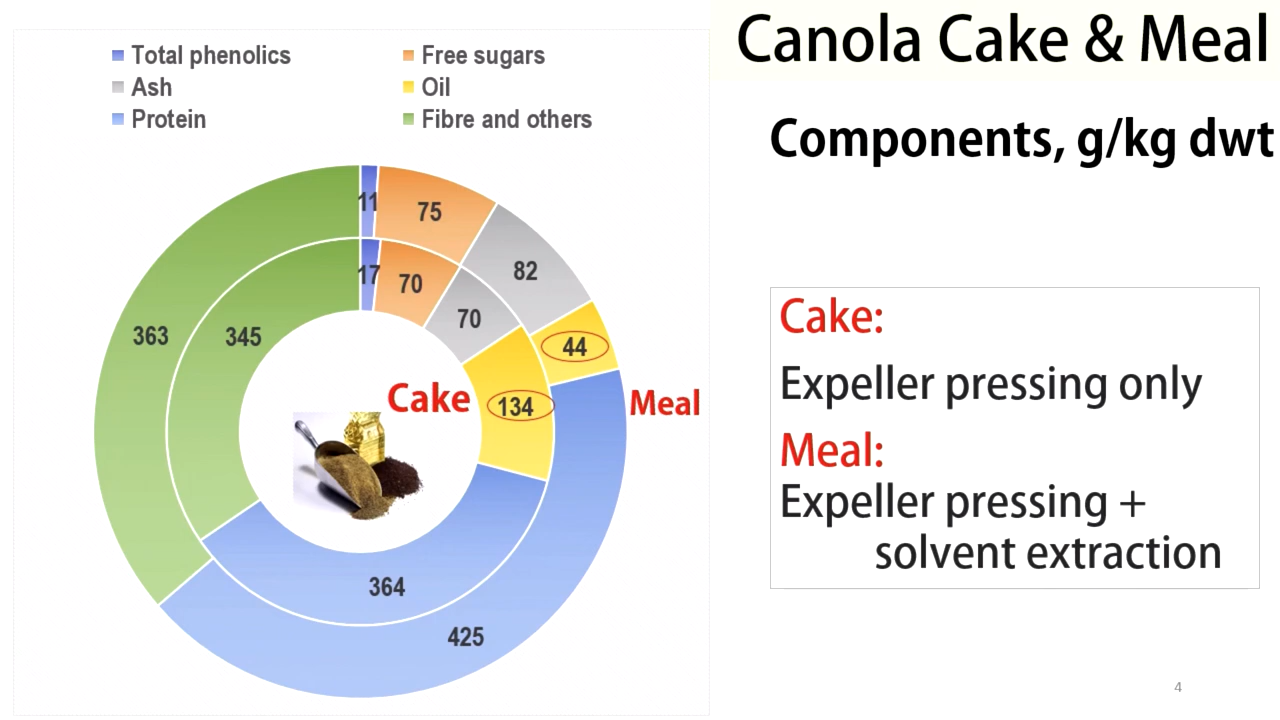 Canola Cake & Meal
Total phenolics
Free sugars
Ash
Oil
Protein
Fibre and others
Components, g/kg dwt
11
75
82
44
425
363
17
70
70
134
364
345
Cake
Meal
Cake:
Expeller pressing only
Meal:
Expeller pressing +
solvent extraction
4